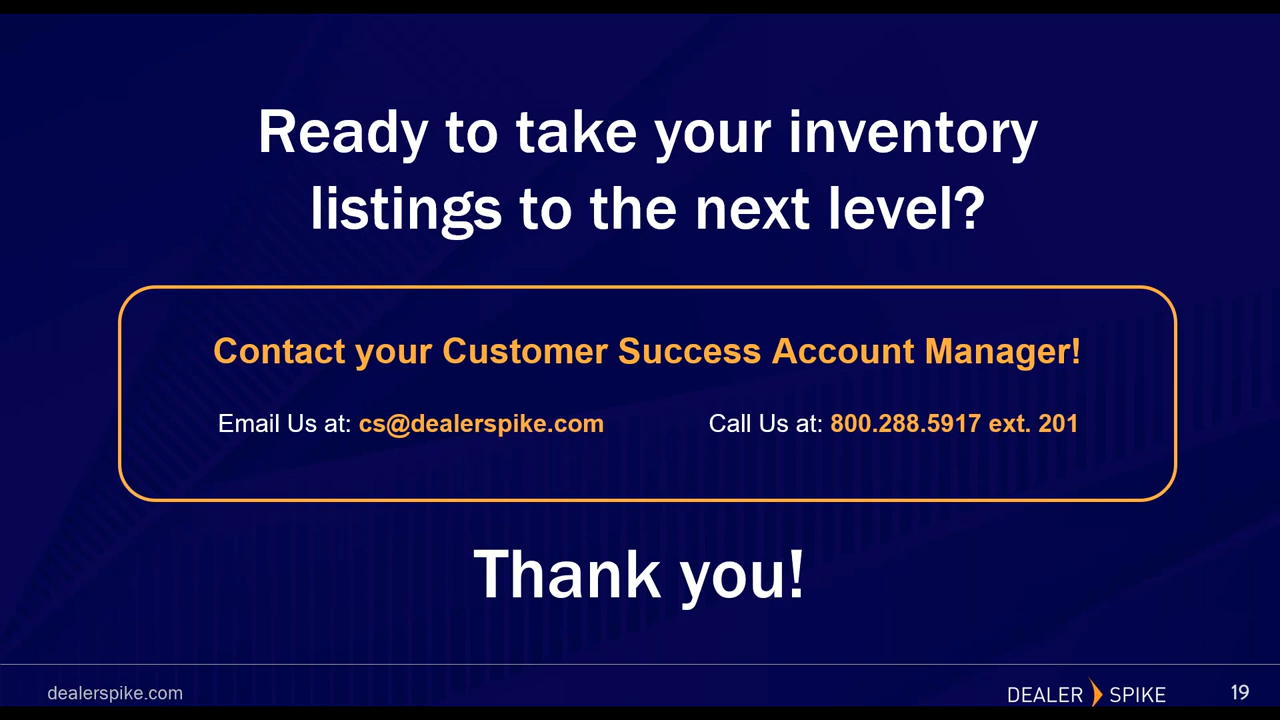 Ready to take your inventory
listings to the next level?
Contact your Customer Success Account Manager!
Email Us at: cs@dealerspike.com
Call Us at: 800.288.5917 ext. 201
Thank you!
dealerspike.com
DEALER SPIKE
19